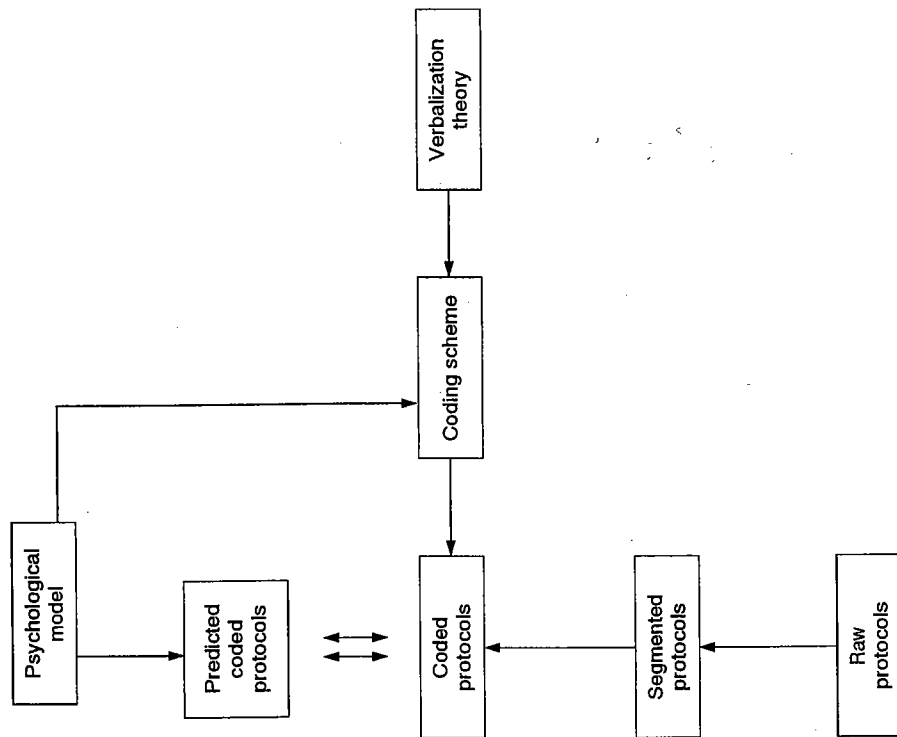 Psychological
model
Predicted
coded
protocols
Coded
protocols
Segmented
protocols
Raw
protocols
Coding scheme
Verbalization
theory